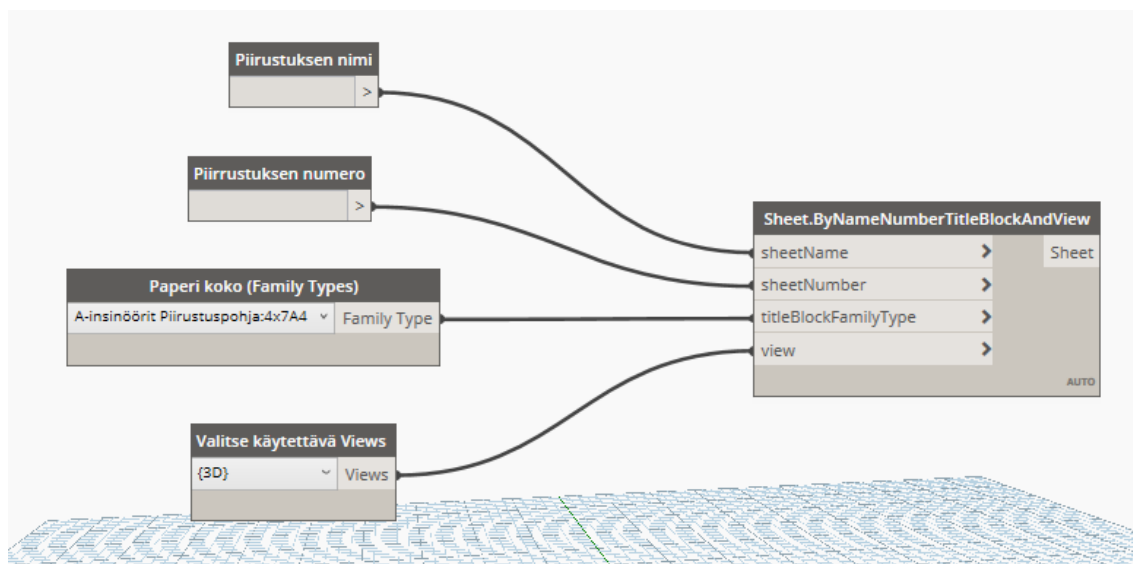 Piirustuksen nimi
>
Piirrustuksen numero
>
Paperi koko (Family Types)
A-insinöörit Piirustuspohja:4x7A4
Family Type
Valitse käytettävä Views
{3D}
Views
Sheet.ByNameNumberTitleBlockAndView
sheetName > Sheet
sheetNumber >
titleBlockFamilyType >
view >
AUTO